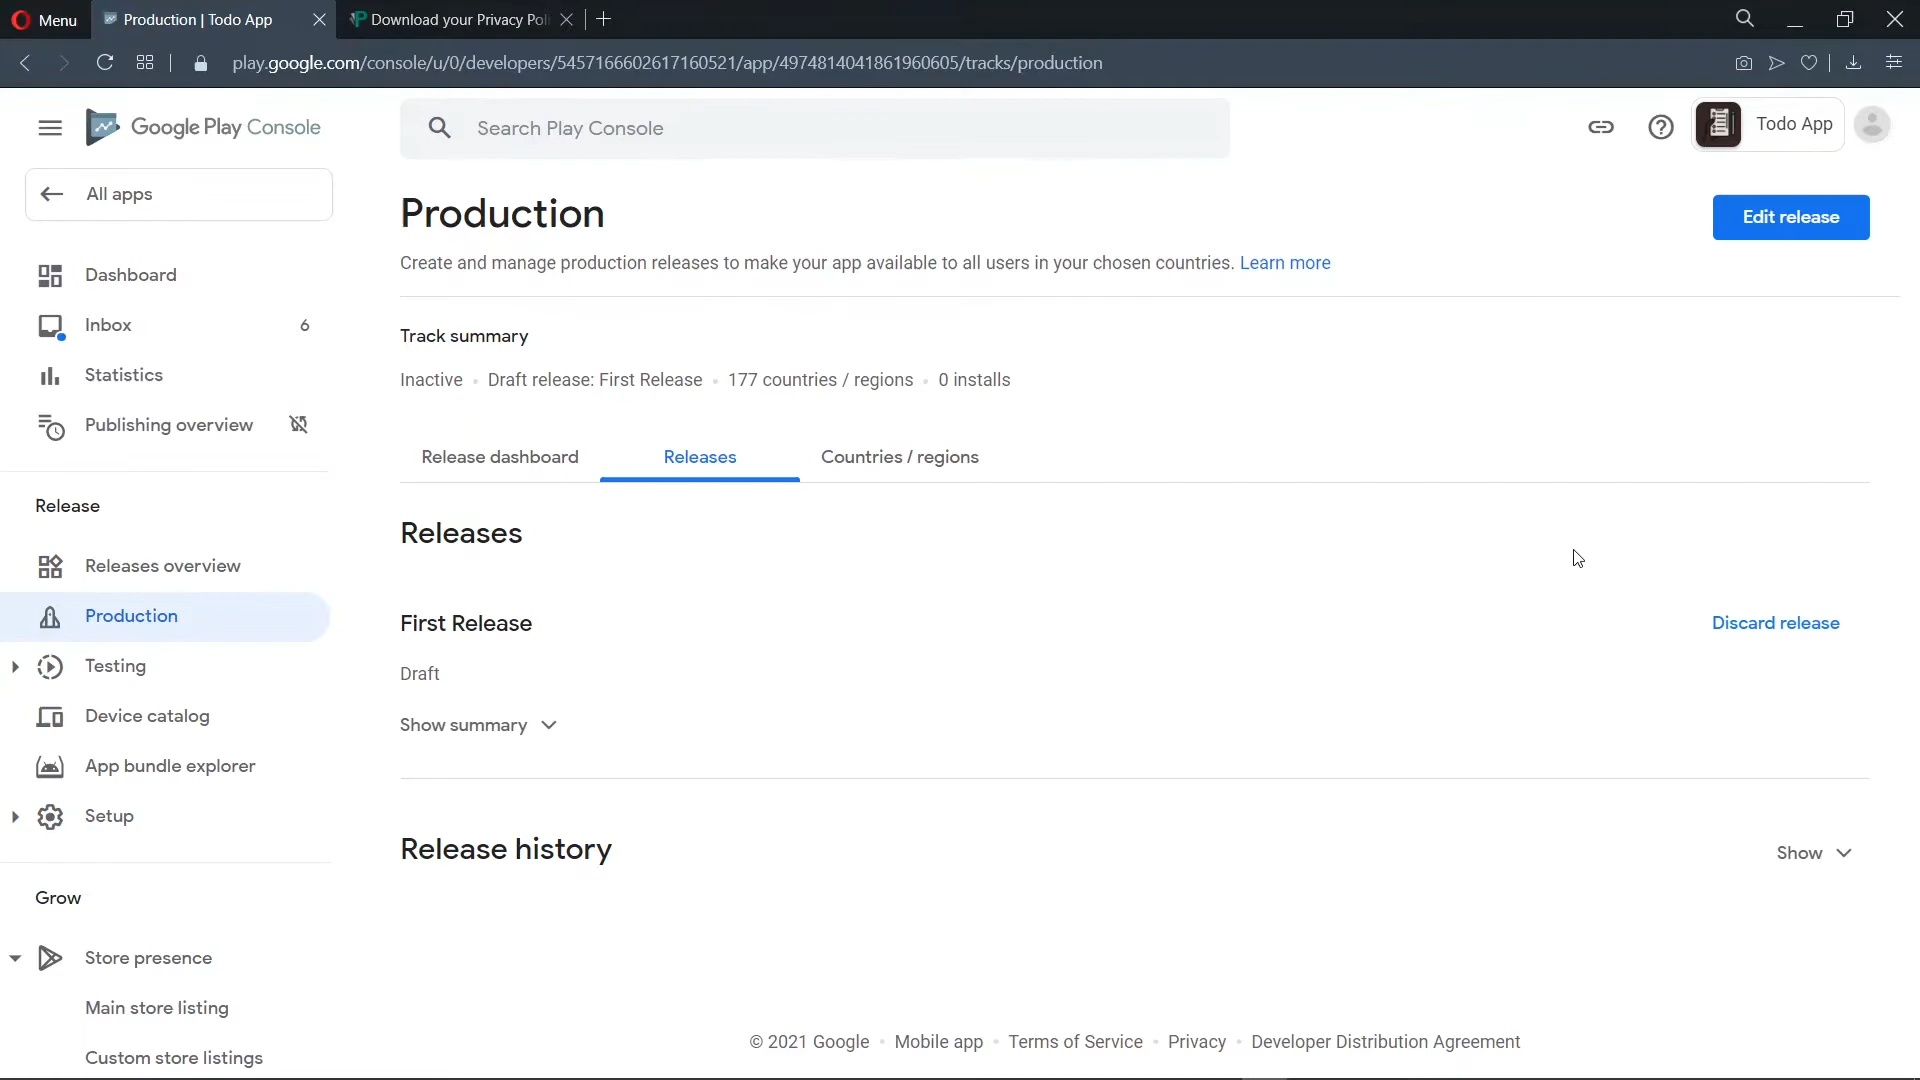 Menu
Production | Todo App
Download your Privacy Poli
play.google.com/console/u/0/developers/5457166602617160521/app/4974814041861960605/tracks/production
Google Play Console
Search Play Console
Todo App
All apps
Production
Edit release
Create and manage production releases to make your app available to all users in your chosen countries. Learn more
Dashboard
Inbox 6
Statistics
Publishing overview
Track summary
Inactive • Draft release: First Release • 177 countries / regions • 0 installs
Release dashboard
Releases
Countries / regions
Release
Releases overview
Production
Testing
Device catalog
App bundle explorer
Setup
Releases
First Release
Discard release
Draft
Show summary
Release history
Show
Grow
Store presence
Main store listing
Custom store listings
© 2021 Google • Mobile app • Terms of Service • Privacy • Developer Distribution Agreement